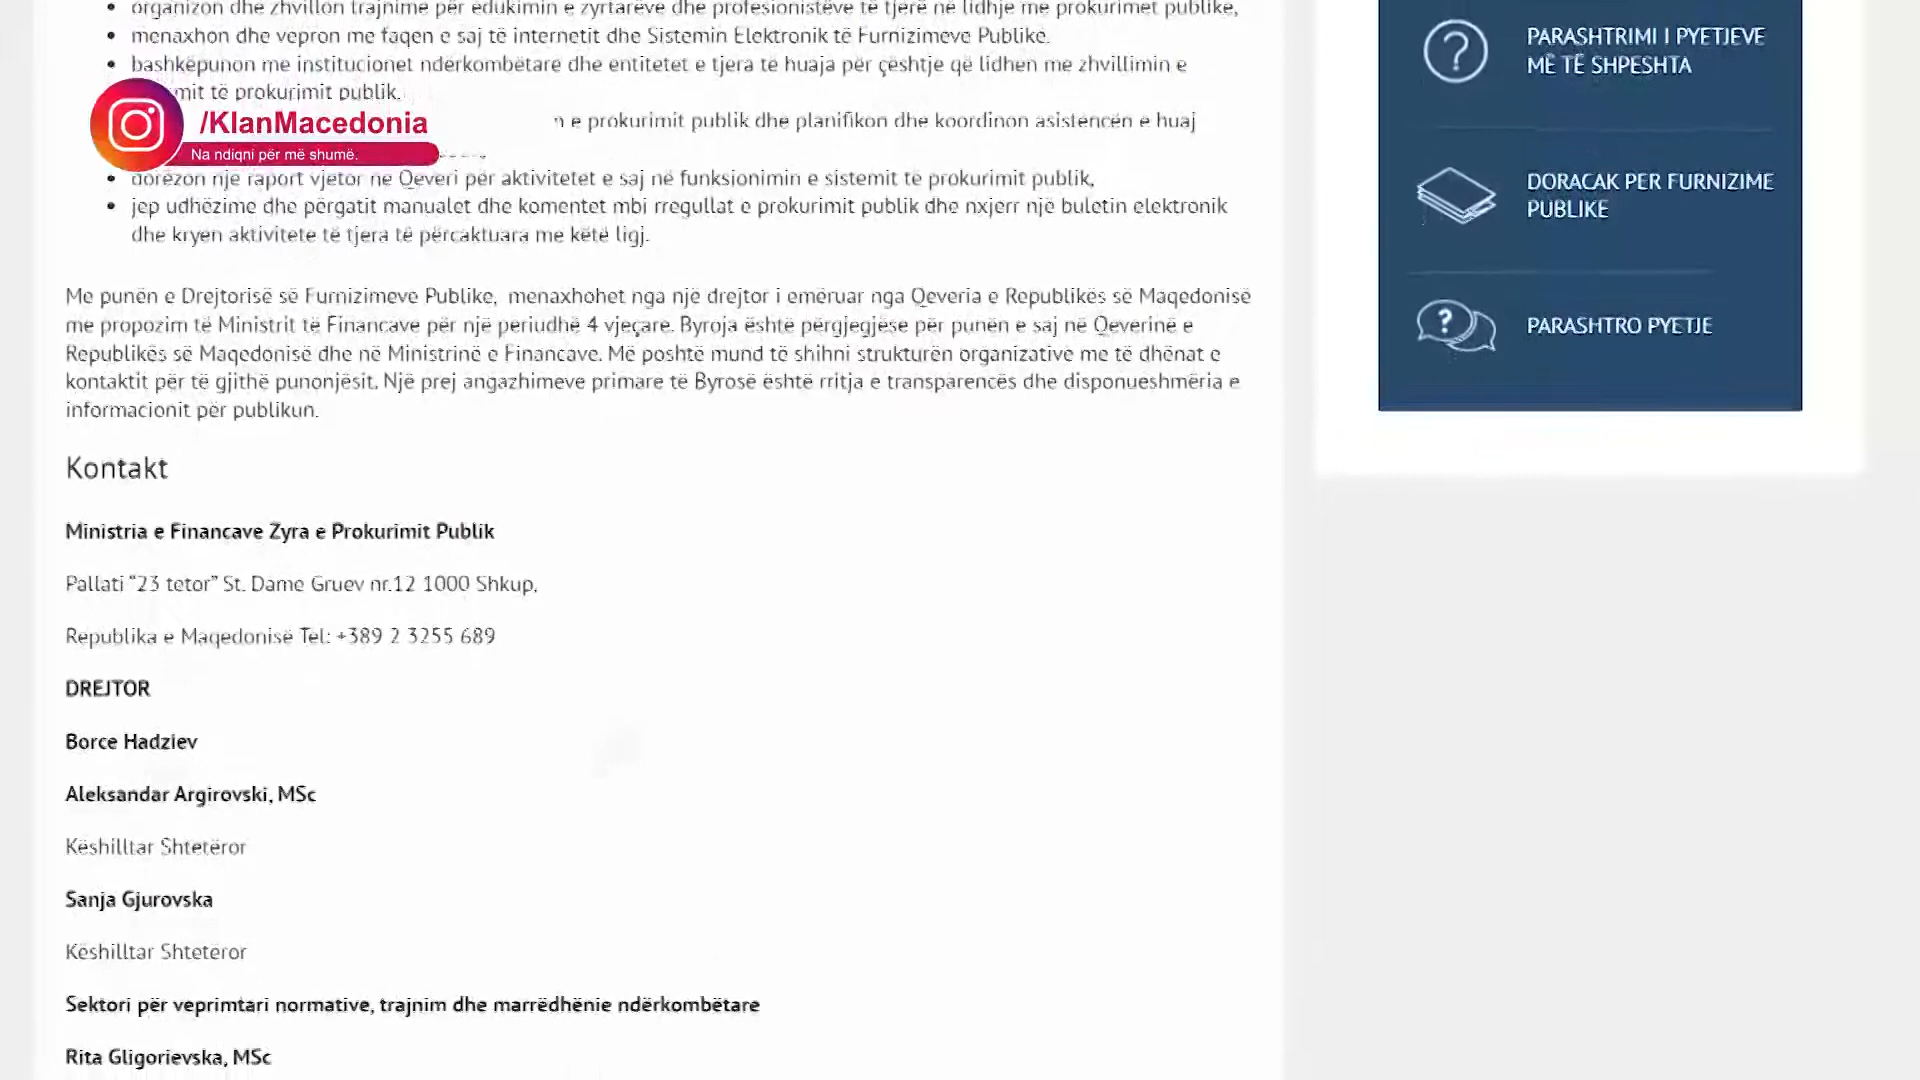 organizon dhe zhvillon trajnime për edukimin e zyrtarëve dhe profesionistëve të tjerë në lidhje me prokurimet publike,
menaxhon dhe vepron me faqen e saj të internetit dhe Sistemin Elektronik të Furnizimeve Publike.
bashkëpunon me institucionet ndërkombëtare dhe entitetet e tjera të huaja për çështje që lidhen me zhvillimin e
mit të prokurimit publik.
/KlanMacedonia
Na ndiqni për më shumë.
n e prokurimit publik dhe planifikon dhe koordinon asistencën e huaj
dorëzon një raport vjetor në Qeveri për aktivitetet e saj në funksionimin e sistemit të prokurimit publik,
jep udhëzime dhe përgatit manualet dhe komentet mbi rregullat e prokurimit publik dhe nxjerr një buletin elektronik
dhe kryen aktivitete të tjera të përcaktuara me këtë ligj.
Me punën e Drejtorisë së Furnizimeve Publike, menaxhohet nga një drejtor i emëruar nga Qeveria e Republikës së Maqedonisë
me propozim të Ministrit të Financave për një periudhë 4 vjeçare. Byroja është përgjegjëse për punën e saj në Qeverinë e
Republikës së Maqedonisë dhe në Ministrinë e Financave. Më poshtë mund të shihni strukturën organizative me të dhënat e
kontaktit për të gjithë punonjësit. Një prej angazhimeve primare të Byrosë është rritja e transparencës dhe disponueshmëria e
informacionit për publikun.
Kontakt
Ministria e Financave Zyra e Prokurimit Publik
Pallati “23 tetor” St. Dame Gruev nr.12 1000 Shkup,
Republika e Maqedonisë Tel: +389 2 3255 689
DREJTOR
Borce Hadziev
Aleksandar Argirovski, MSc
Këshilltar Shtetëror
Sanja Gjurovska
Këshilltar Shtetëror
Sektori për veprimtari normative, trajnim dhe marrëdhënie ndërkombëtare
Rita Gligorievska, MSc
PARASHTRIMI I PYETJEVE
MË TË SHPESHTA
DORACAK PER FURNIZIME
PUBLIKE
PARASHTRO PYETJE